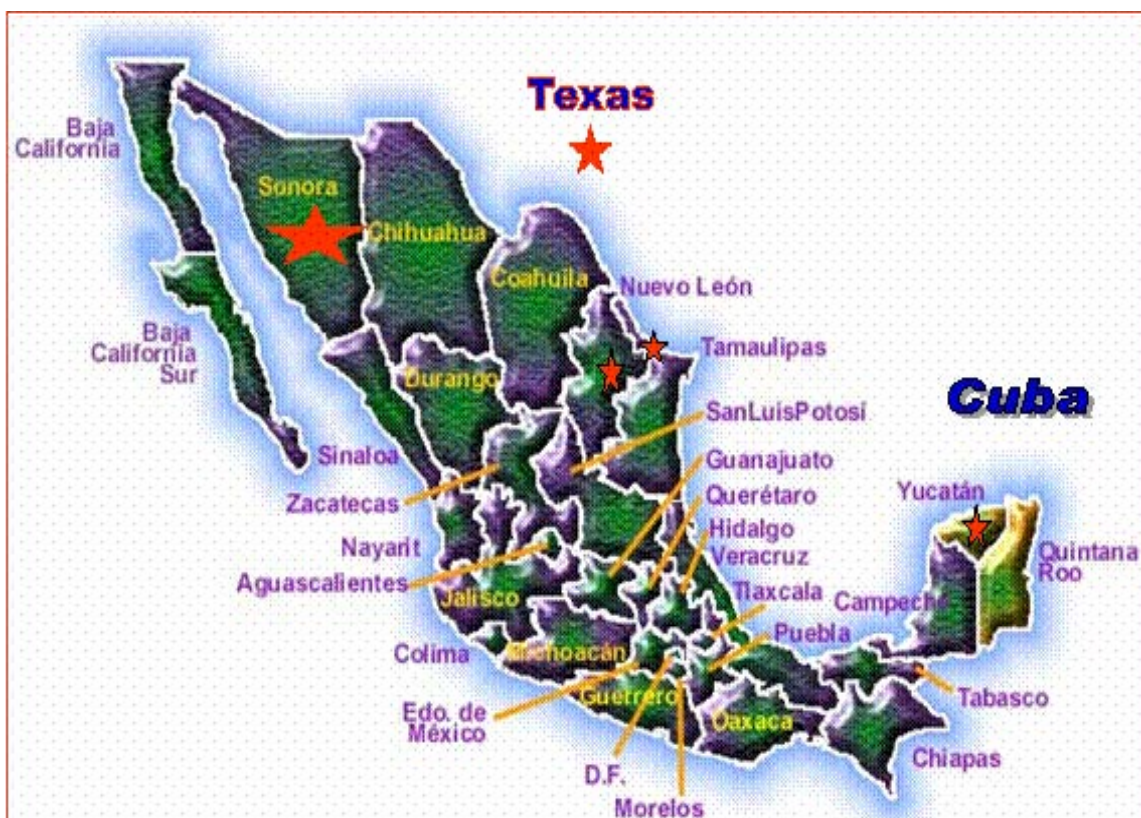 Texas
Baja
California
Sonora
Chihuahua
Coahuila
Nuevo León
Baja
California
Sur
Tamaulipas
Durango
Cuba
SanLuisPotosí
Sinaloa
Guanajuato
Zacatecas
Querétaro
Yucatán
Hidalgo
Nayarit
Veracruz
Quintana
Roo
Aguascalientes
Tlaxcala
Jalisco
Campeche
Puebla
Colima
Michoacán
Guerrero
Tabasco
Edo. de
México
Oaxaca
Chiapas
D.F.
Morelos